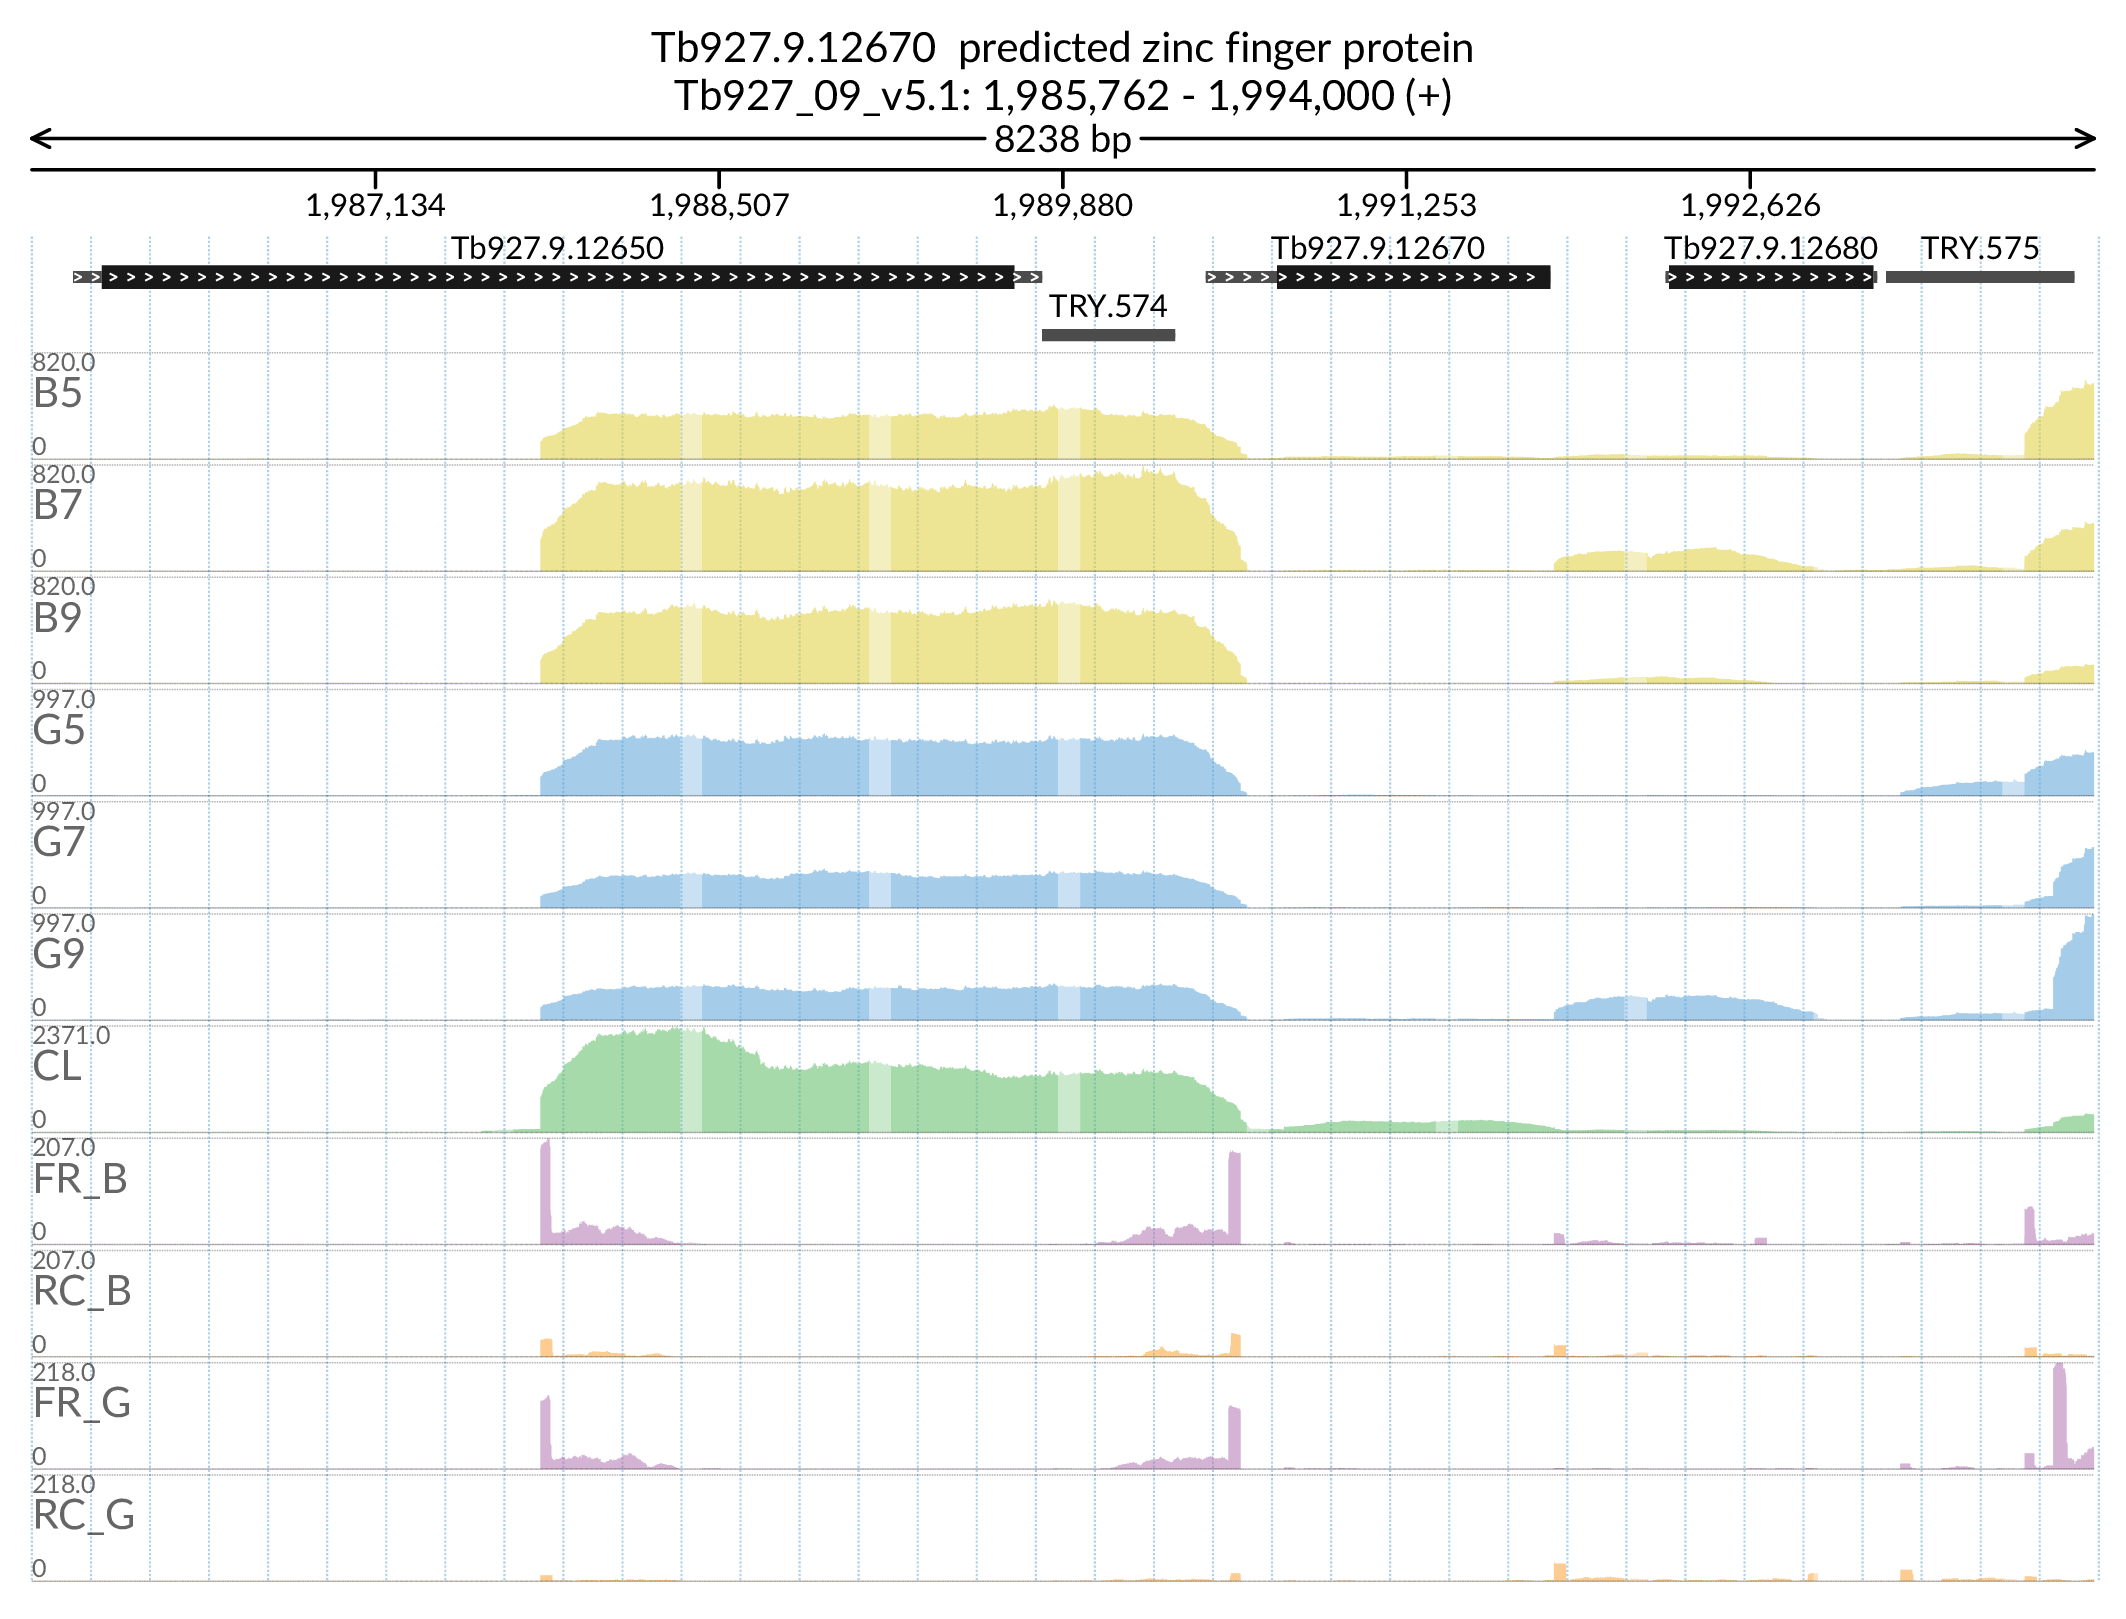 Tb927.9.12670 predicted zinc finger protein
Tb927_09_v5.1: 1,985,762 - 1,994,000 (+)
8238 bp
1,987,134 1,988,507 1,989,880 1,991,253 1,992,626
Tb927.9.12650 Tb927.9.12670 Tb927.9.12680 TRY.575
TRY.574
820.0
B5
0
820.0
B7
0
820.0
B9
0
997.0
G5
0
997.0
G7
0
997.0
G9
0
2371.0
CL
0
207.0
FR_B
0
207.0
RC_B
0
218.0
FR_G
0
218.0
RC_G
0